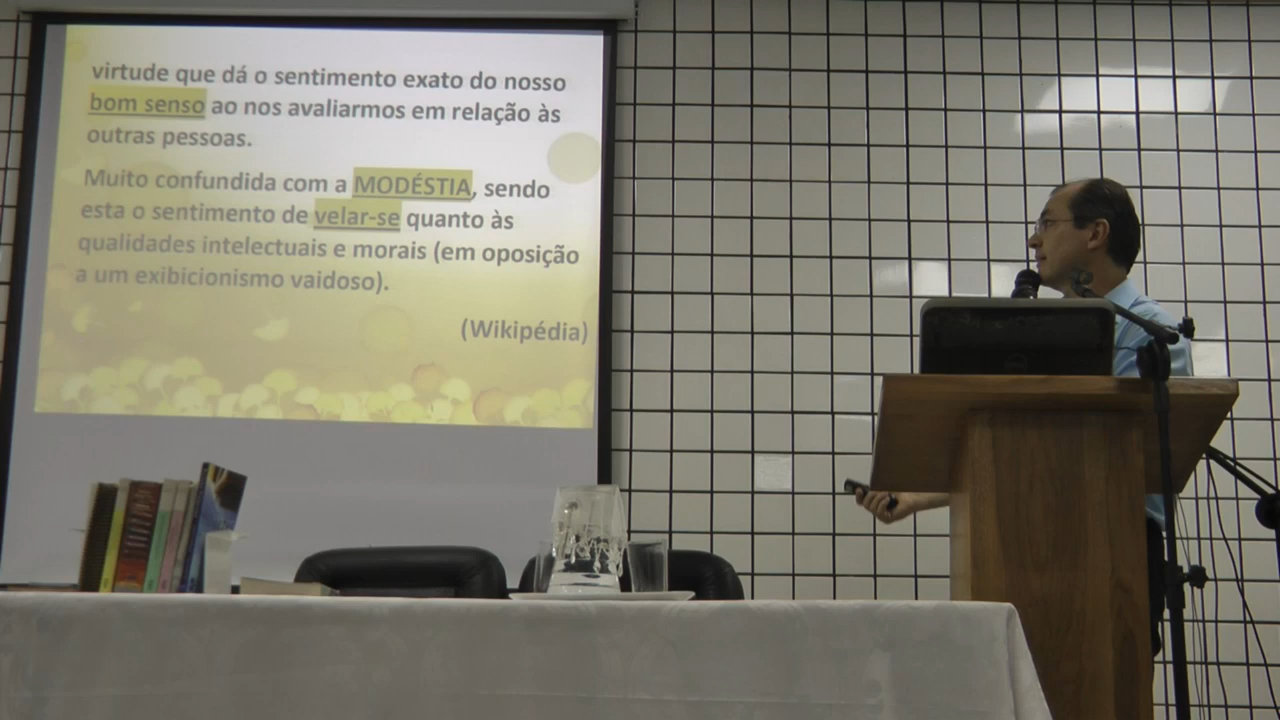 virtude que dá o sentimento exato do nosso
bom senso ao nos avaliarmos em relação às
outras pessoas.
Muito confundida com a MODÉSTIA, sendo
esta o sentimento de velar-se quanto às
qualidades intelectuais e morais (em oposição
a um exibicionismo vaidoso).
(Wikipédia)